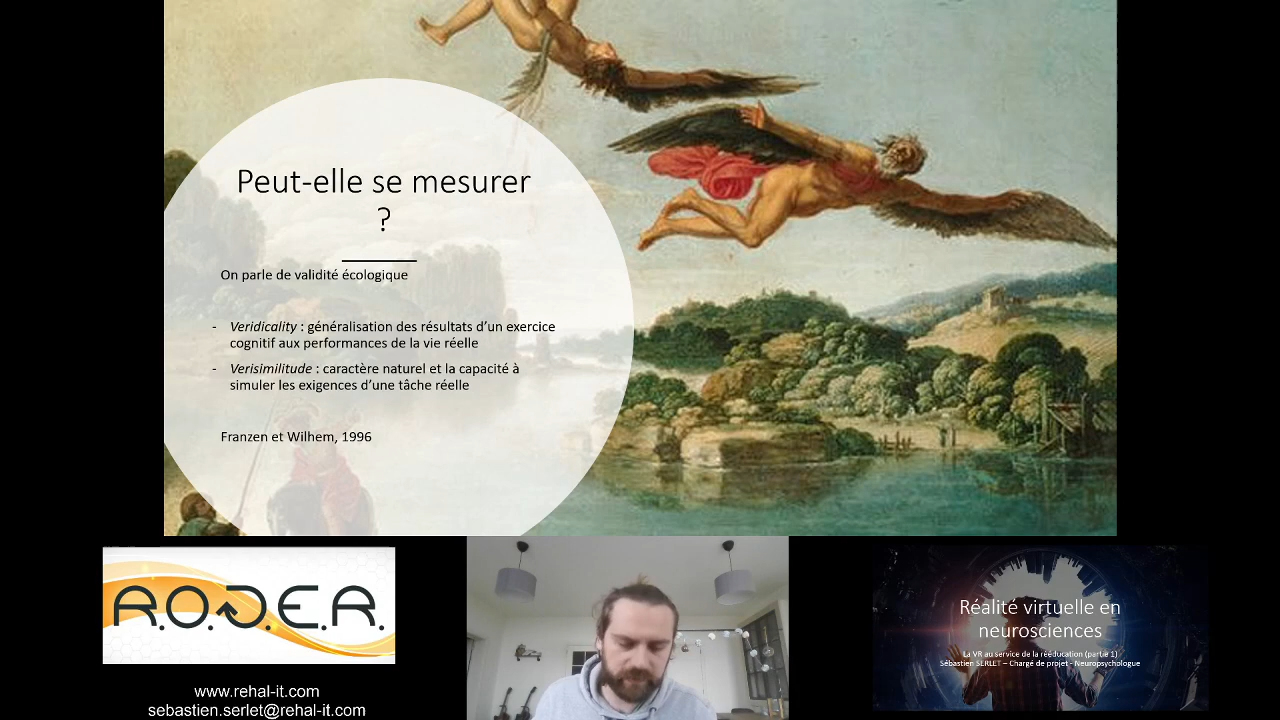 Peut-elle se mesurer
?
On parle de validité écologique
- Veridicality : généralisation des résultats d'un exercice
cognitif aux performances de la vie réelle
- Verisimilitude : caractère naturel et la capacité à
simuler les exigences d'une tâche réelle
Franzen et Wilhem, 1996
R.O.G.E.R.
www.rehal-it.com
sebastien.serlet@rehal-it.com
Réalité virtuelle en
neurosciences
La VR au service de la rééducation (partie 1)
Sébastien SERLET – Chargé de projet - Neuropsychologue